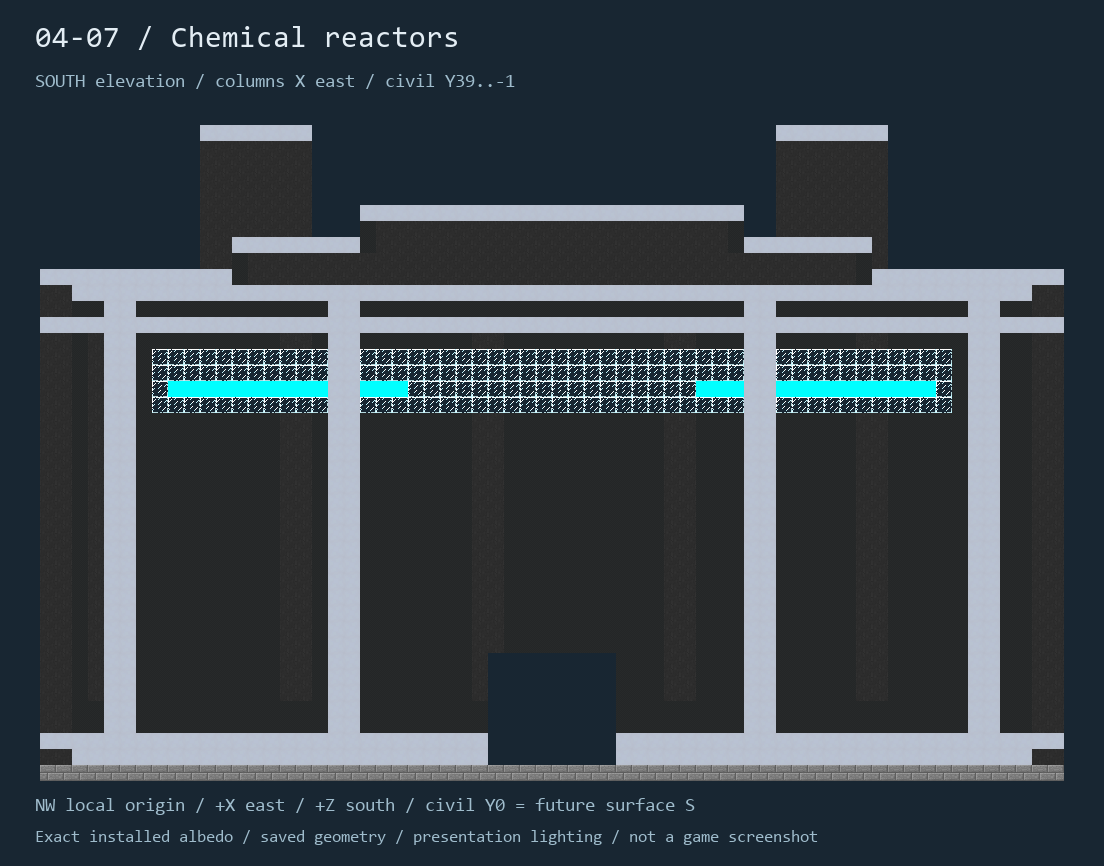 04-07 / Chemical reactors
SOUTH elevation / columns X east / civil Y39..-1
NW local origin / +X east / +Z south / civil Y0 = future surface S
Exact installed albedo / saved geometry / presentation lighting / not a game screenshot